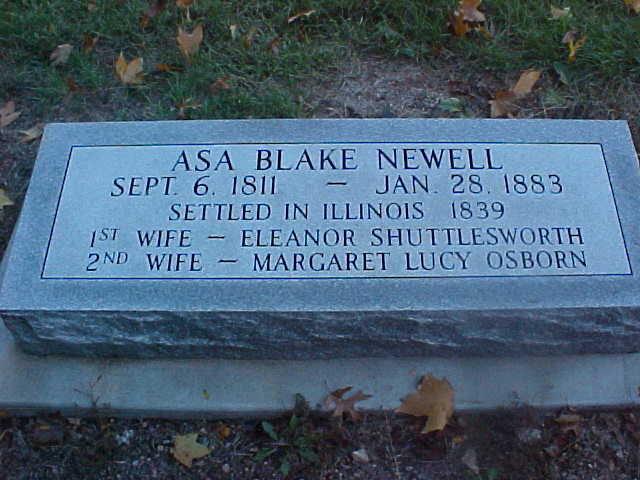 ASA BLAKE NEWELL
SEPT. 6, 1811 — JAN. 28, 1883
SETTLED IN ILLINOIS 1839
1ST WIFE — ELEANOR SHUTTLESWORTH
2ND WIFE — MARGARET LUCY OSBORN